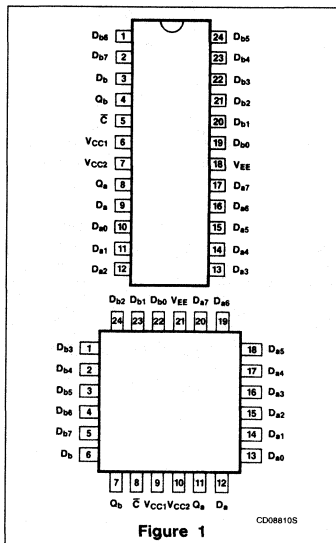 Db6 1 24 Db5
Db7 2 23 Db4
Db 3 22 Db3
Qb 4 21 Db2
C̅ 5 20 Db1
VCC1 6 19 Db0
VCC2 7 18 VEE
Qa 8 17 Da7
Da 9 16 Da6
Da0 10 15 Da5
Da1 11 14 Da4
Da2 12 13 Da3
Db2 Db1 Db0 VEE Da7 Da6
24 23 22 21 20 19
Db3 1 18 Da5
Db4 2 17 Da4
Db5 3 16 Da3
Db6 4 15 Da2
Db7 5 14 Da1
Db 6 13 Da0
7 8 9 10 11 12
Qb C̅ VCC1 VCC2 Qa Da
CD08810S
Figure 1